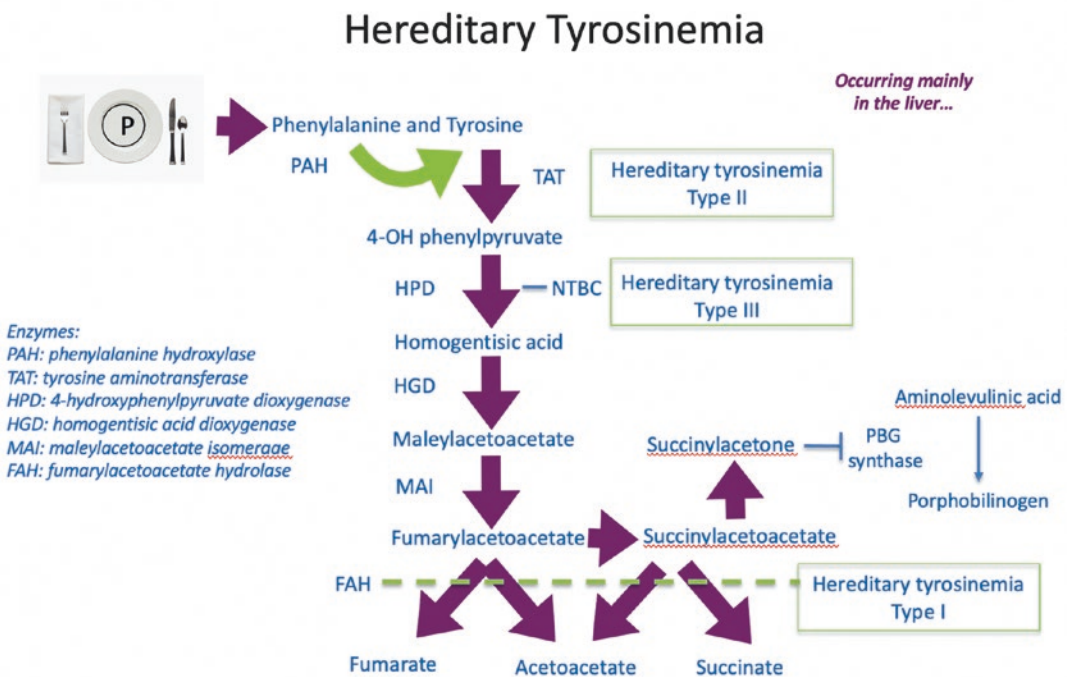 Hereditary Tyrosinemia
Occurring mainly
in the liver...
P
Phenylalanine and Tyrosine
PAH
TAT
Hereditary tyrosinemia
Type II
4-OH phenylpyruvate
HPD
NTBC
Hereditary tyrosinemia
Type III
Homogentisic acid
HGD
Maleylacetoacetate
MAI
Fumarylacetoacetate
Succinylacetoacetate
Succinylacetone
PBG
synthase
Aminolevulinic acid
Porphobilinogen
FAH
Hereditary tyrosinemia
Type I
Fumarate
Acetoacetate
Succinate
Enzymes:
PAH: phenylalanine hydroxylase
TAT: tyrosine aminotransferase
HPD: 4-hydroxyphenylpyruvate dioxygenase
HGD: homogentisic acid dioxygenase
MAI: maleylacetoacetate isomeraae
FAH: fumarylacetoacetate hydrolase